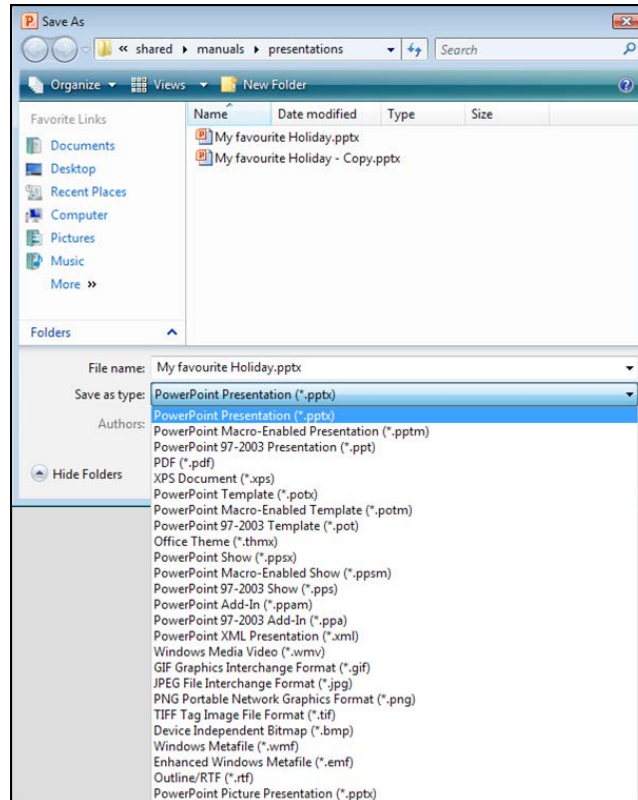 Save As
« shared ▸ manuals ▸ presentations
Search
Organize
Views
New Folder
Favorite Links
Documents
Desktop
Recent Places
Computer
Pictures
Music
More »
Folders
Name Date modified Type Size
My favourite Holiday.pptx
My favourite Holiday - Copy.pptx
File name: My favourite Holiday.pptx
Save as type: PowerPoint Presentation (*.pptx)
Authors:
Hide Folders
PowerPoint Presentation (*.pptx)
PowerPoint Macro-Enabled Presentation (*.pptm)
PowerPoint 97-2003 Presentation (*.ppt)
PDF (*.pdf)
XPS Document (*.xps)
PowerPoint Template (*.potx)
PowerPoint Macro-Enabled Template (*.potm)
PowerPoint 97-2003 Template (*.pot)
Office Theme (*.thmx)
PowerPoint Show (*.ppsx)
PowerPoint Macro-Enabled Show (*.ppsm)
PowerPoint 97-2003 Show (*.pps)
PowerPoint Add-In (*.ppam)
PowerPoint 97-2003 Add-In (*.ppa)
PowerPoint XML Presentation (*.xml)
Windows Media Video (*.wmv)
GIF Graphics Interchange Format (*.gif)
JPEG File Interchange Format (*.jpg)
PNG Portable Network Graphics Format (*.png)
TIFF Tag Image File Format (*.tif)
Device Independent Bitmap (*.bmp)
Windows Metafile (*.wmf)
Enhanced Windows Metafile (*.emf)
Outline/RTF (*.rtf)
PowerPoint Picture Presentation (*.pptx)